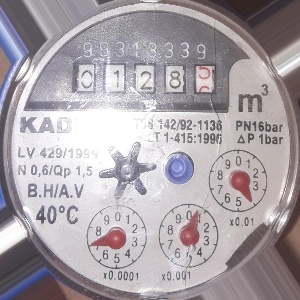 99313339
0128
m³
KAD
142/92-1136 PN16bar
LV 429/1999 T 1-415:1996 ΔP 1bar
N 0,6/Qp 1,5
B.H/A.V
40°C
x0.01
x0.0001 x0.001